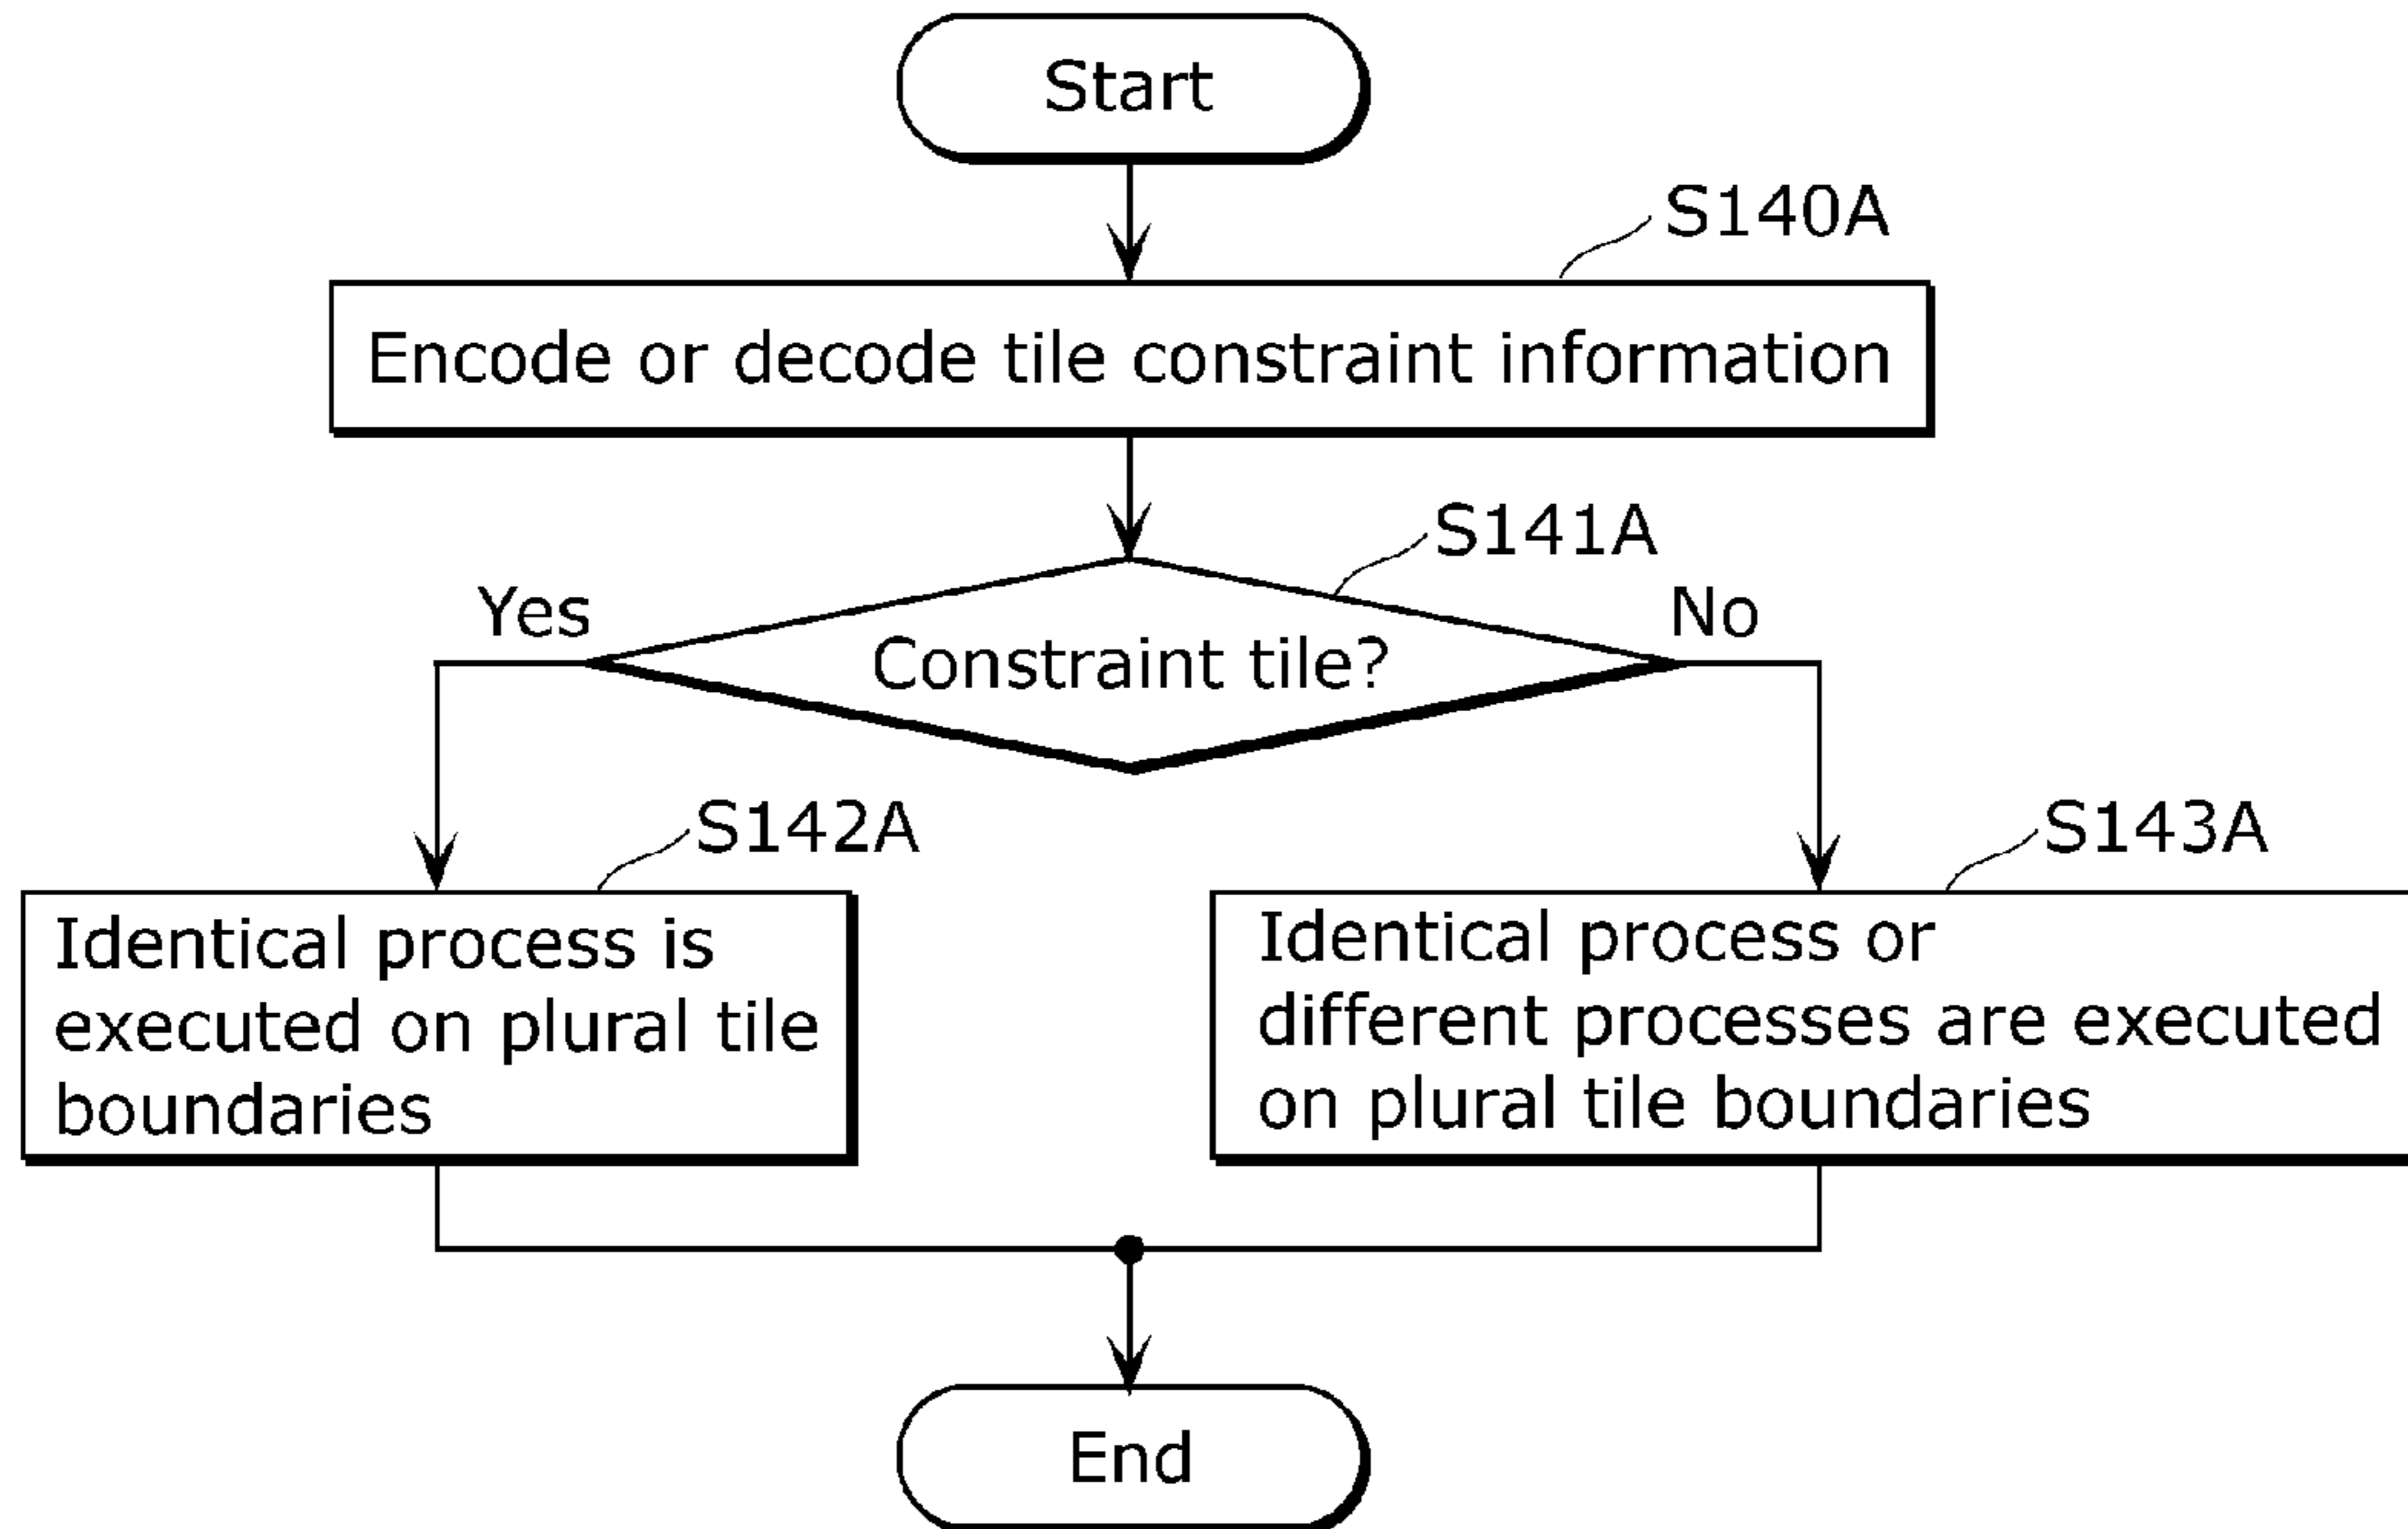 Start
S140A
Encode or decode tile constraint information
S141A
Yes
No
Constraint tile?
S142A
S143A
Identical process is
executed on plural tile
boundaries
Identical process or
different processes are executed
on plural tile boundaries
End